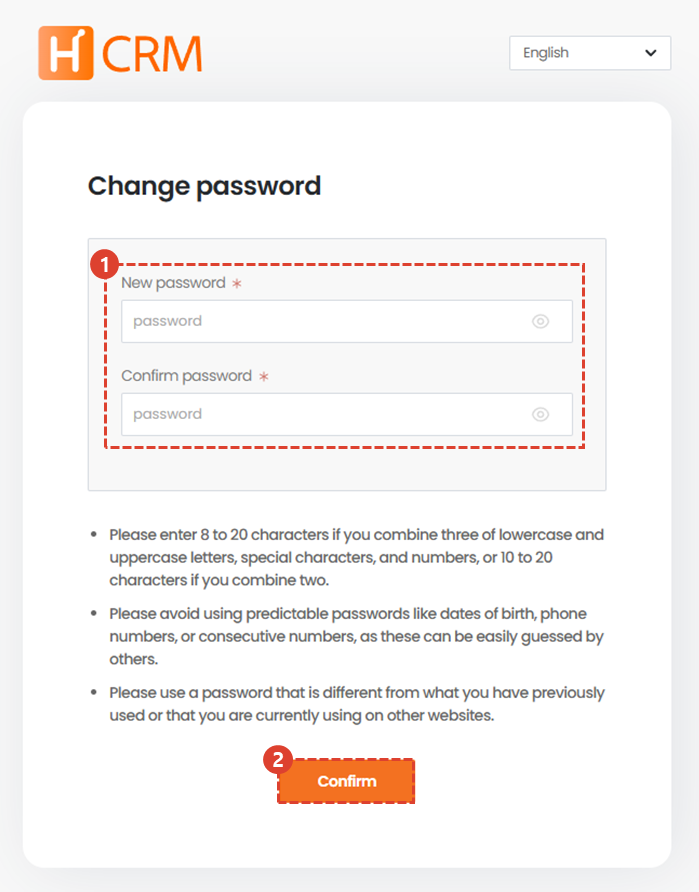 H CRM
English
Change password
1
New password *
password
Confirm password *
password
• Please enter 8 to 20 characters if you combine three of lowercase and
uppercase letters, special characters, and numbers, or 10 to 20
characters if you combine two.
• Please avoid using predictable passwords like dates of birth, phone
numbers, or consecutive numbers, as these can be easily guessed by
others.
• Please use a password that is different from what you have previously
used or that you are currently using on other websites.
2
Confirm